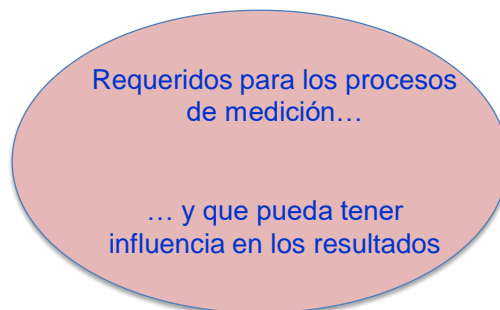 Requeridos para los procesos
de medición…
… y que pueda tener
influencia en los resultados